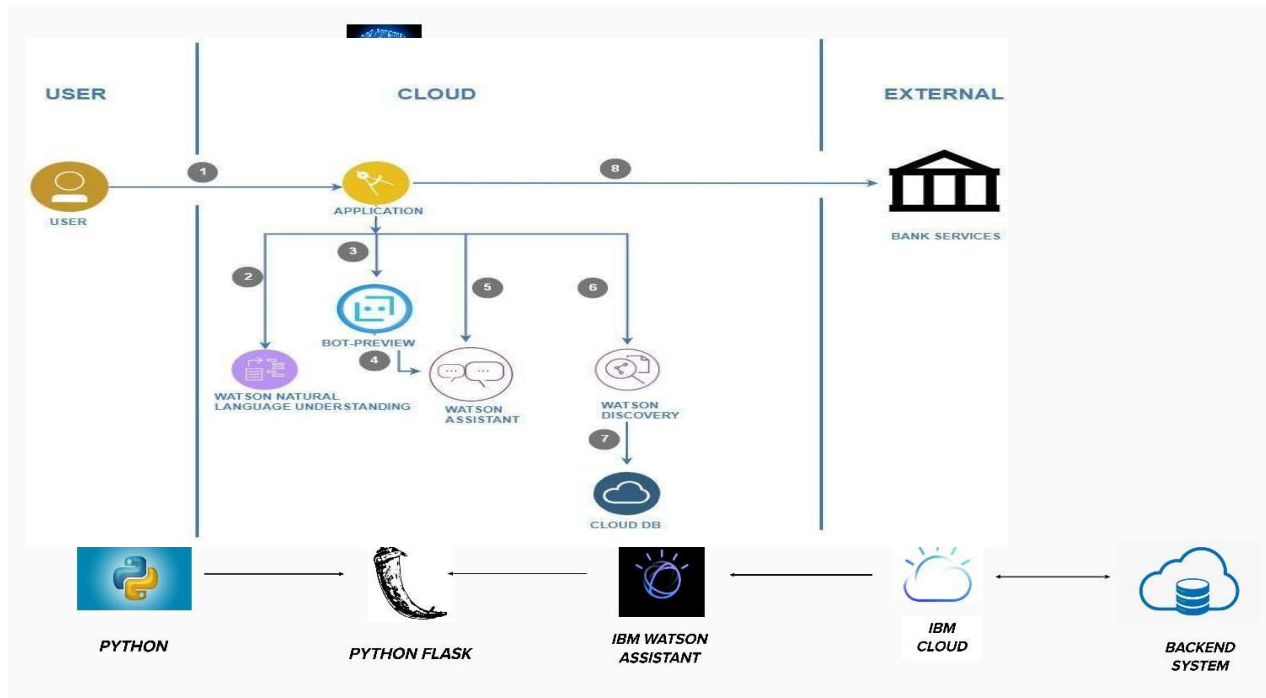 USER
CLOUD
EXTERNAL
1
8
USER
APPLICATION
BANK SERVICES
2
3
5
6
BOT-PREVIEW
4
WATSON NATURAL
LANGUAGE UNDERSTANDING
WATSON
ASSISTANT
WATSON
DISCOVERY
7
CLOUD DB
PYTHON
PYTHON FLASK
IBM WATSON
ASSISTANT
IBM
CLOUD
BACKEND
SYSTEM